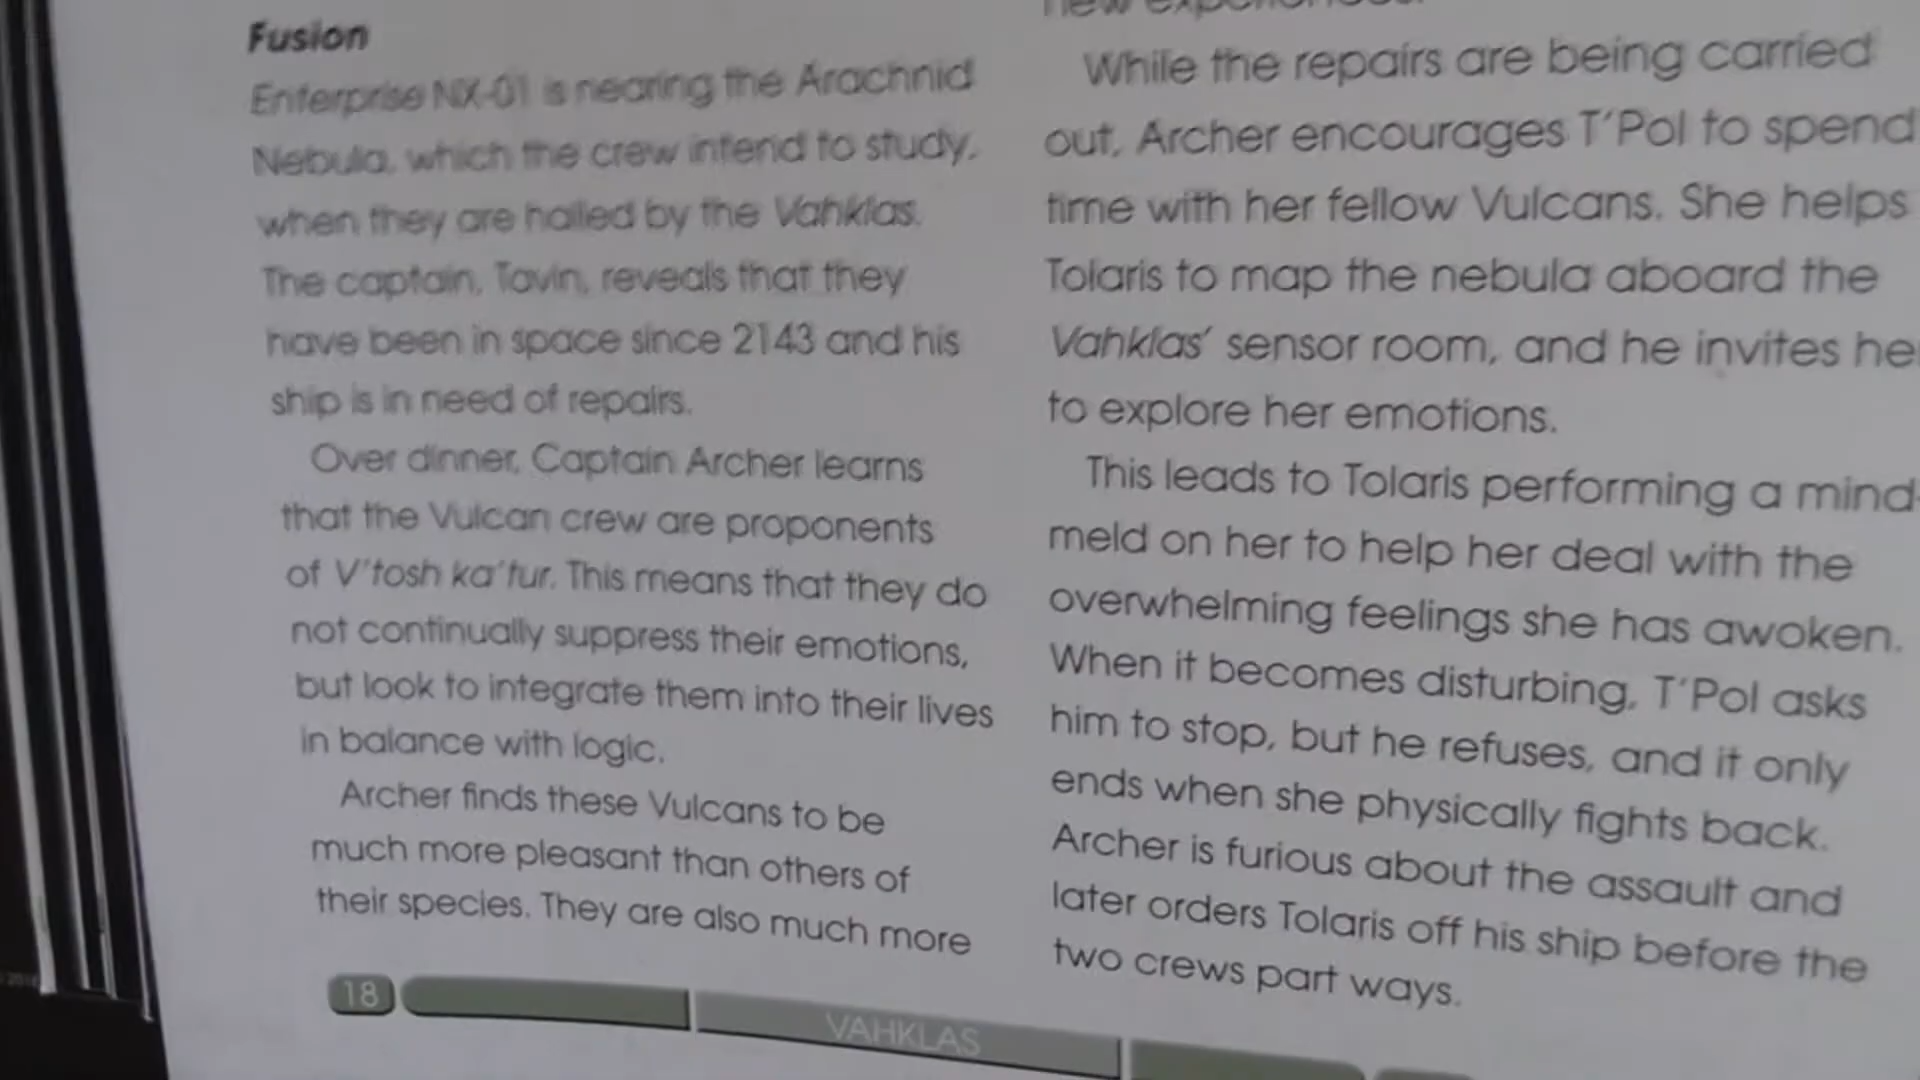 Fusion
Enterprise NX-01 is nearing the Arachnid
Nebula, which the crew intend to study,
when they are hailed by the Vahklas.
The captain, Tavin, reveals that they
have been in space since 2143 and his
ship is in need of repairs.
Over dinner, Captain Archer learns
that the Vulcan crew are proponents
of V'tosh ka'tur. This means that they do
not continually suppress their emotions,
but look to integrate them into their lives
in balance with logic.
Archer finds these Vulcans to be
much more pleasant than others of
their species. They are also much more
new experiences.
While the repairs are being carried
out, Archer encourages T'Pol to spend
time with her fellow Vulcans. She helps
Tolaris to map the nebula aboard the
Vahklas' sensor room, and he invites he
to explore her emotions.
This leads to Tolaris performing a mind-
meld on her to help her deal with the
overwhelming feelings she has awoken.
When it becomes disturbing, T'Pol asks
him to stop, but he refuses, and it only
ends when she physically fights back.
Archer is furious about the assault and
later orders Tolaris off his ship before the
two crews part ways.
18
VAHKLAS